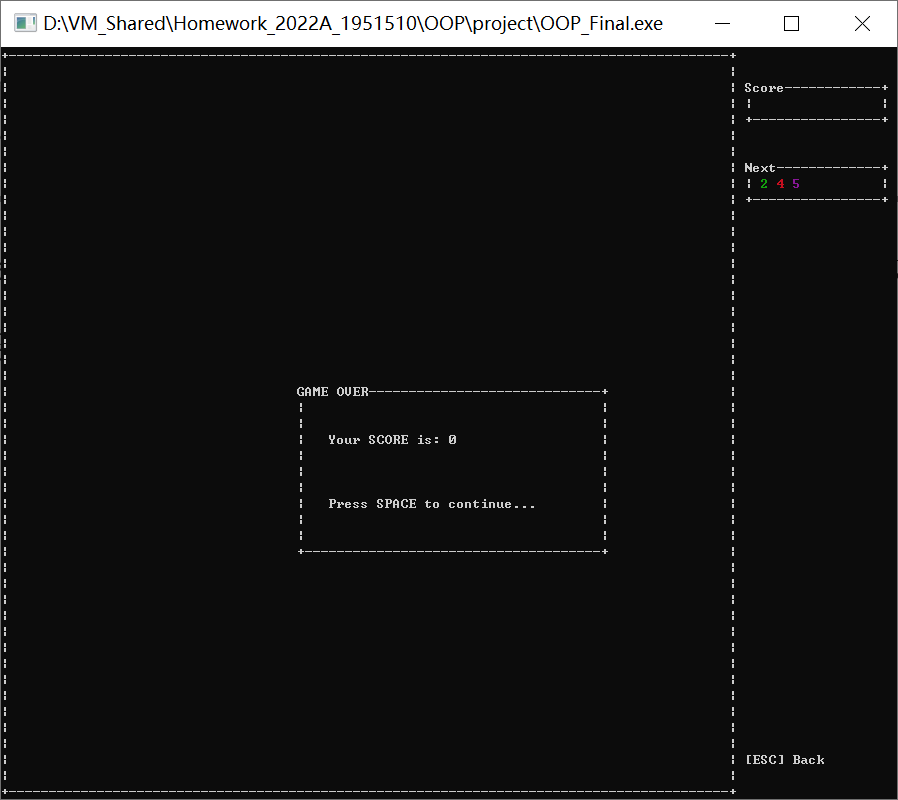 D:\VM_Shared\Homework_2022A_1951510\OOP\project\OOP_Final.exe
Score
Next
2 4 5
GAME OVER
Your SCORE is: 0
Press SPACE to continue...
[ESC] Back